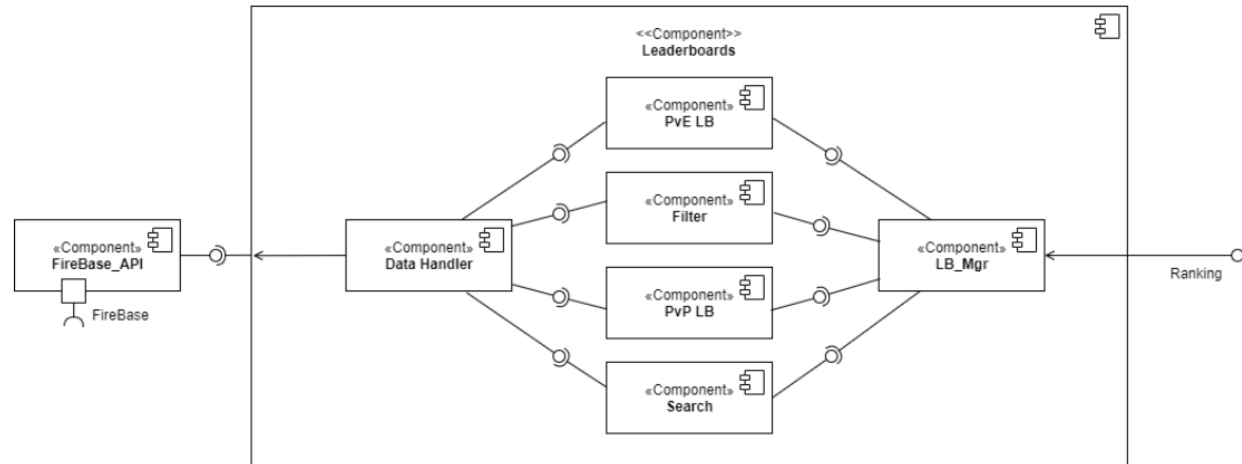 <<Component>>
Leaderboards
«Component»
PvE LB
«Component»
Filter
«Component»
FireBase_API
«Component»
Data Handler
«Component»
LB_Mgr
Ranking
«Component»
PvP LB
FireBase
«Component»
Search